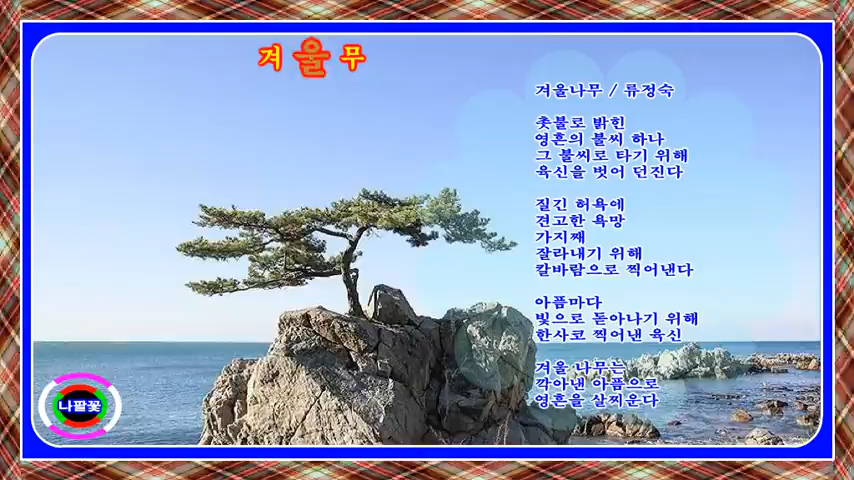 겨울무
겨울나무 / 류정숙
촛불로 밝힌
영혼의 불씨 하나
그 불씨로 타기 위해
육신을 벗어 던진다
질긴 허욕에
견고한 욕망
가지째
잘라내기 위해
칼바람으로 찍어낸다
아픔마다
빛으로 돋아나기 위해
한사코 찍어낸 육신
겨울 나무는
깍아낸 아픔으로
영혼을 살찌운다
나팔꽃